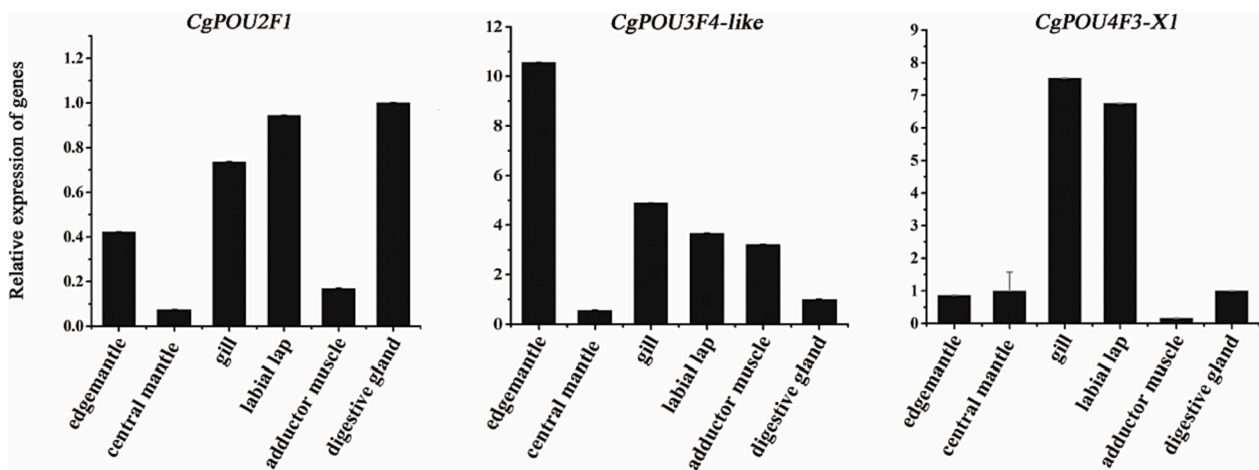 CgPOU2F1
CgPOU3F4-like
CgPOU4F3-X1
Relative expression of genes
1.2
1.0
0.8
0.6
0.4
0.2
0.0
edgemantle
central mantle
gill
labial lap
adductor muscle
digestive gland
12
10
8
6
4
2
0
edgemantle
central mantle
gill
labial lap
adductor muscle
digestive gland
9
8
7
6
5
4
3
2
1
0
edgemantle
central mantle
gill
labial lap
adductor muscle
digestive gland